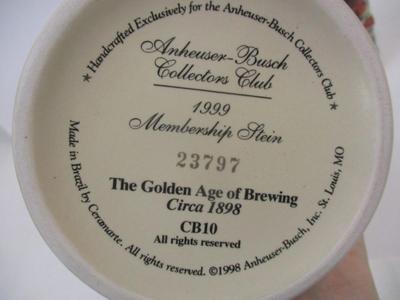 ★ Handcrafted Exclusively for the Anheuser-Busch Collectors Club ★
Anheuser-Busch
Collectors Club
1999
Membership Stein
23797
The Golden Age of Brewing
Circa 1898
CB10
All rights reserved
Made in Brazil by Ceramarte. All rights reserved. ©1998 Anheuser-Busch, Inc. St. Louis, MO